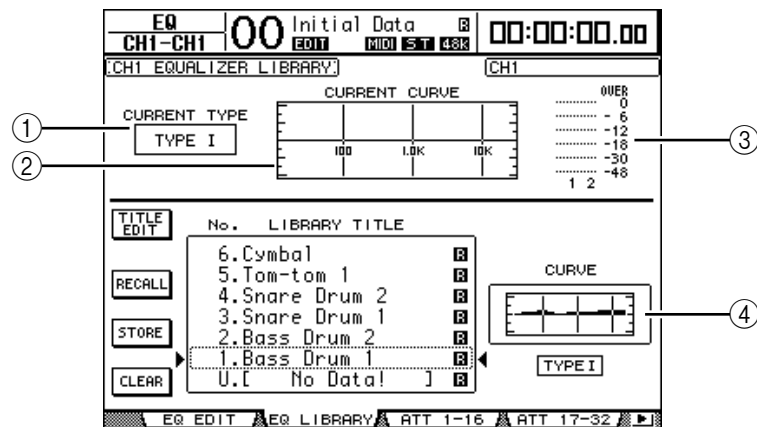 EQ
CH1-CH1
00
Initial Data R
EDIT MIDI ST 48K
00:00:00.00
CH1 EQUALIZER LIBRARY
CH1
CURRENT TYPE
TYPE I
CURRENT CURVE
100 1.0K 10K
OVER
0
-6
-12
-18
-30
-48
1 2
① ② ③ ④
TITLE EDIT
RECALL
STORE
CLEAR
No. LIBRARY TITLE
6.Cymbal R
5.Tom-tom 1 R
4.Snare Drum 2 R
3.Snare Drum 1 R
2.Bass Drum 2 R
1.Bass Drum 1 R
U.[ No Data! ] R
CURVE
TYPE I
EQ EDIT EQ LIBRARY ATT 1-16 ATT 17-32